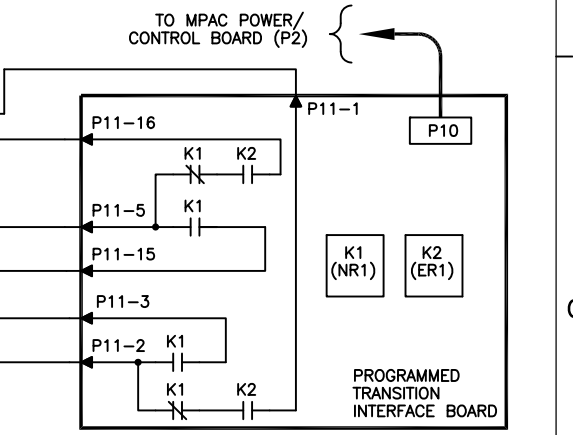 TO MPAC POWER/
CONTROL BOARD (P2)
P11-1
P11-16
P10
K1 K2
P11-5
K1
P11-15
K1
(NR1)
K2
(ER1)
P11-3
P11-2
K1
K1 K2
PROGRAMMED
TRANSITION
INTERFACE BOARD